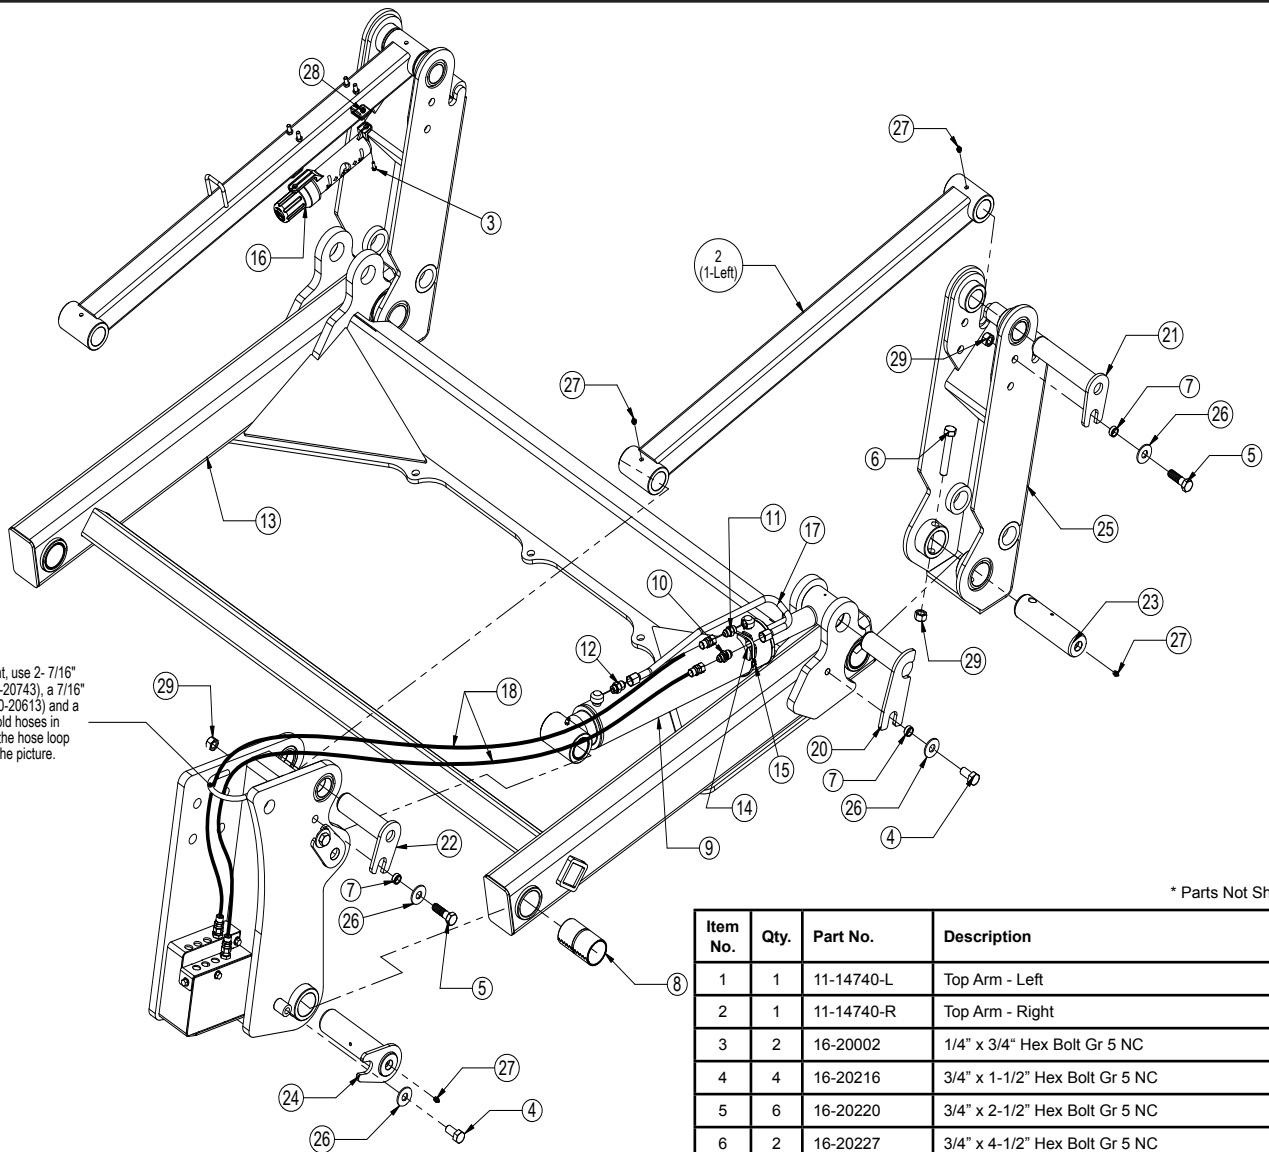 28
27
3
16
2
(1-Left)
21
29
7
27
26
6
5
13
11
17
25
10
23
12
27
nt, use 2- 7/16"
-20743), a 7/16"
0-20613) and a
old hoses in
the hose loop
the picture.
29
18
29
20
15
7
14
26
4
22
9
7
26
5
8
24
27
26
4
* Parts Not Sh
Item No. Qty. Part No. Description
1 1 11-14740-L Top Arm - Left
2 1 11-14740-R Top Arm - Right
3 2 16-20002 1/4” x 3/4“ Hex Bolt Gr 5 NC
4 4 16-20216 3/4” x 1-1/2” Hex Bolt Gr 5 NC
5 6 16-20220 3/4” x 2-1/2” Hex Bolt Gr 5 NC
6 2 16-20227 3/4” x 4-1/2” Hex Bolt Gr 5 NC